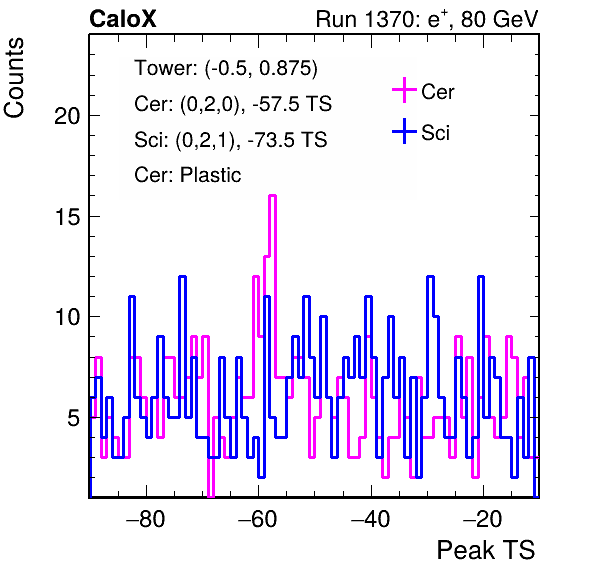 CaloX Run 1370: e⁺, 80 GeV
Tower: (-0.5, 0.875)
Cer: (0,2,0), -57.5 TS
Sci: (0,2,1), -73.5 TS
Cer: Plastic
Cer
Sci
Counts
20
15
10
5
−80 −60 −40 −20
Peak TS